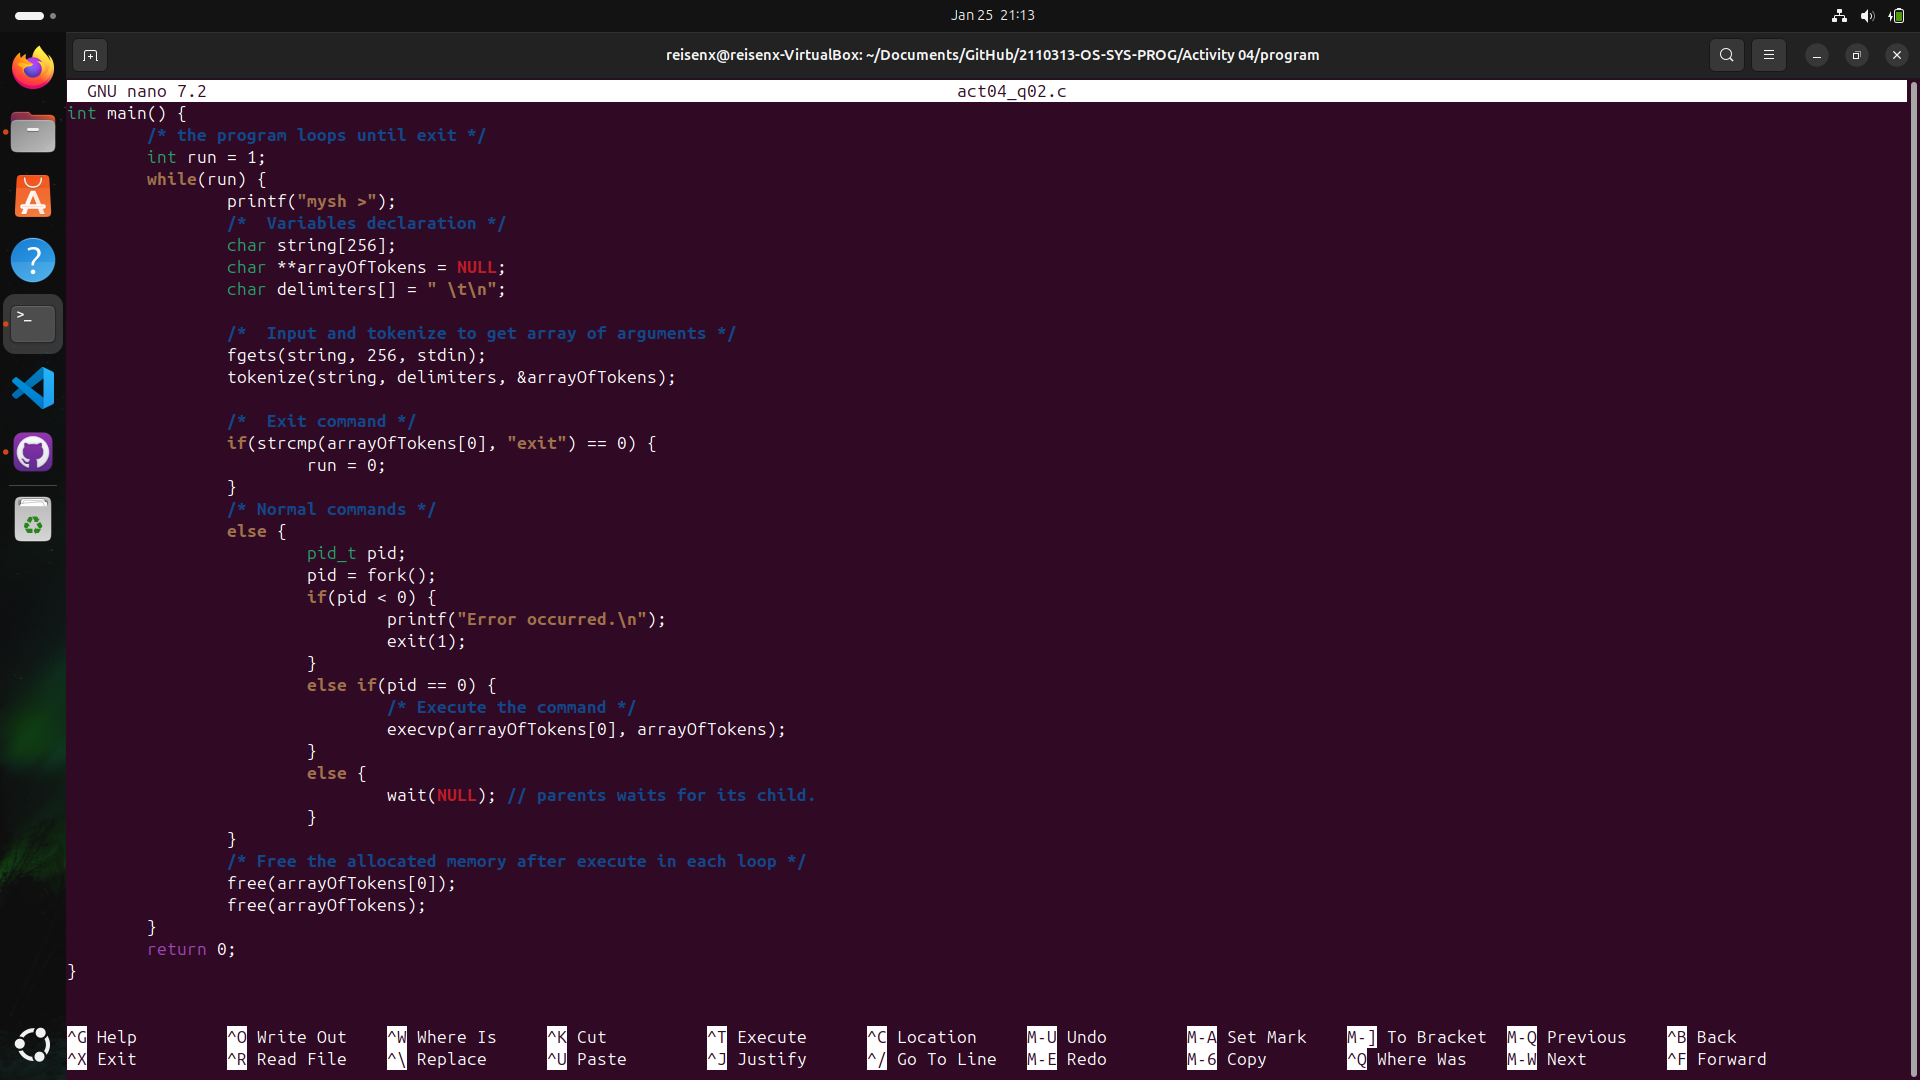 Jan 25 21:13
reisenx@reisenx-VirtualBox: ~/Documents/GitHub/2110313-OS-SYS-PROG/Activity 04/program
GNU nano 7.2 act04_q02.c
int main() {
        /* the program loops until exit */
        int run = 1;
        while(run) {
                printf("mysh >");
                /*  Variables declaration */
                char string[256];
                char **arrayOfTokens = NULL;
                char delimiters[] = " \t\n";

                /*  Input and tokenize to get array of arguments */
                fgets(string, 256, stdin);
                tokenize(string, delimiters, &arrayOfTokens);

                /*  Exit command */
                if(strcmp(arrayOfTokens[0], "exit") == 0) {
                        run = 0;
                }
                /* Normal commands */
                else {
                        pid_t pid;
                        pid = fork();
                        if(pid < 0) {
                                printf("Error occurred.\n");
                                exit(1);
                        }
                        else if(pid == 0) {
                                /* Execute the command */
                                execvp(arrayOfTokens[0], arrayOfTokens);
                        }
                        else {
                                wait(NULL); // parents waits for its child.
                        }
                }
                /* Free the allocated memory after execute in each loop */
                free(arrayOfTokens[0]);
                free(arrayOfTokens);
        }
        return 0;
}
^G Help ^O Write Out ^W Where Is ^K Cut ^T Execute ^C Location M-U Undo M-A Set Mark M-] To Bracket M-Q Previous ^B Back
^X Exit ^R Read File ^\ Replace ^U Paste ^J Justify ^/ Go To Line M-E Redo M-6 Copy ^Q Where Was M-W Next ^F Forward